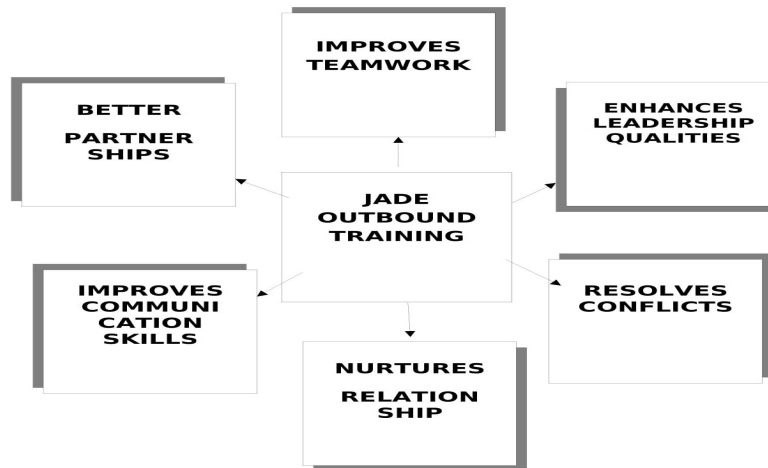 IMPROVES
TEAMWORK
BETTER
PARTNER
SHIPS
ENHANCES
LEADERSHIP
QUALITIES
JADE
OUTBOUND
TRAINING
IMPROVES
COMMUNI
CATION
SKILLS
RESOLVES
CONFLICTS
NURTURES
RELATION
SHIP